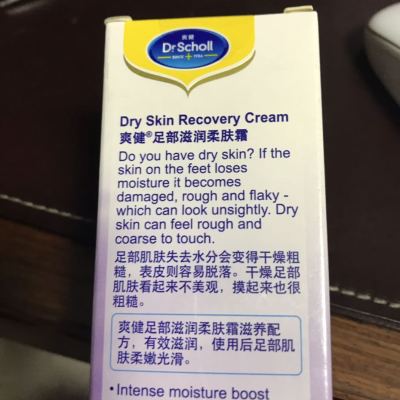 爽健
Dr Scholl
SINCE 1904
Dry Skin Recovery Cream
爽健®足部滋润柔肤霜
Do you have dry skin? If the
skin on the feet loses
moisture it becomes
damaged, rough and flaky -
which can look unsightly. Dry
skin can feel rough and
coarse to touch.
足部肌肤失去水分会变得干燥粗
糙，表皮则容易脱落。干燥足部
肌肤看起来不美观，摸起来也很
粗糙。
爽健足部滋润柔肤霜滋养配
方，有效滋润，使用后足部肌
肤柔嫩光滑。
• Intense moisture boost